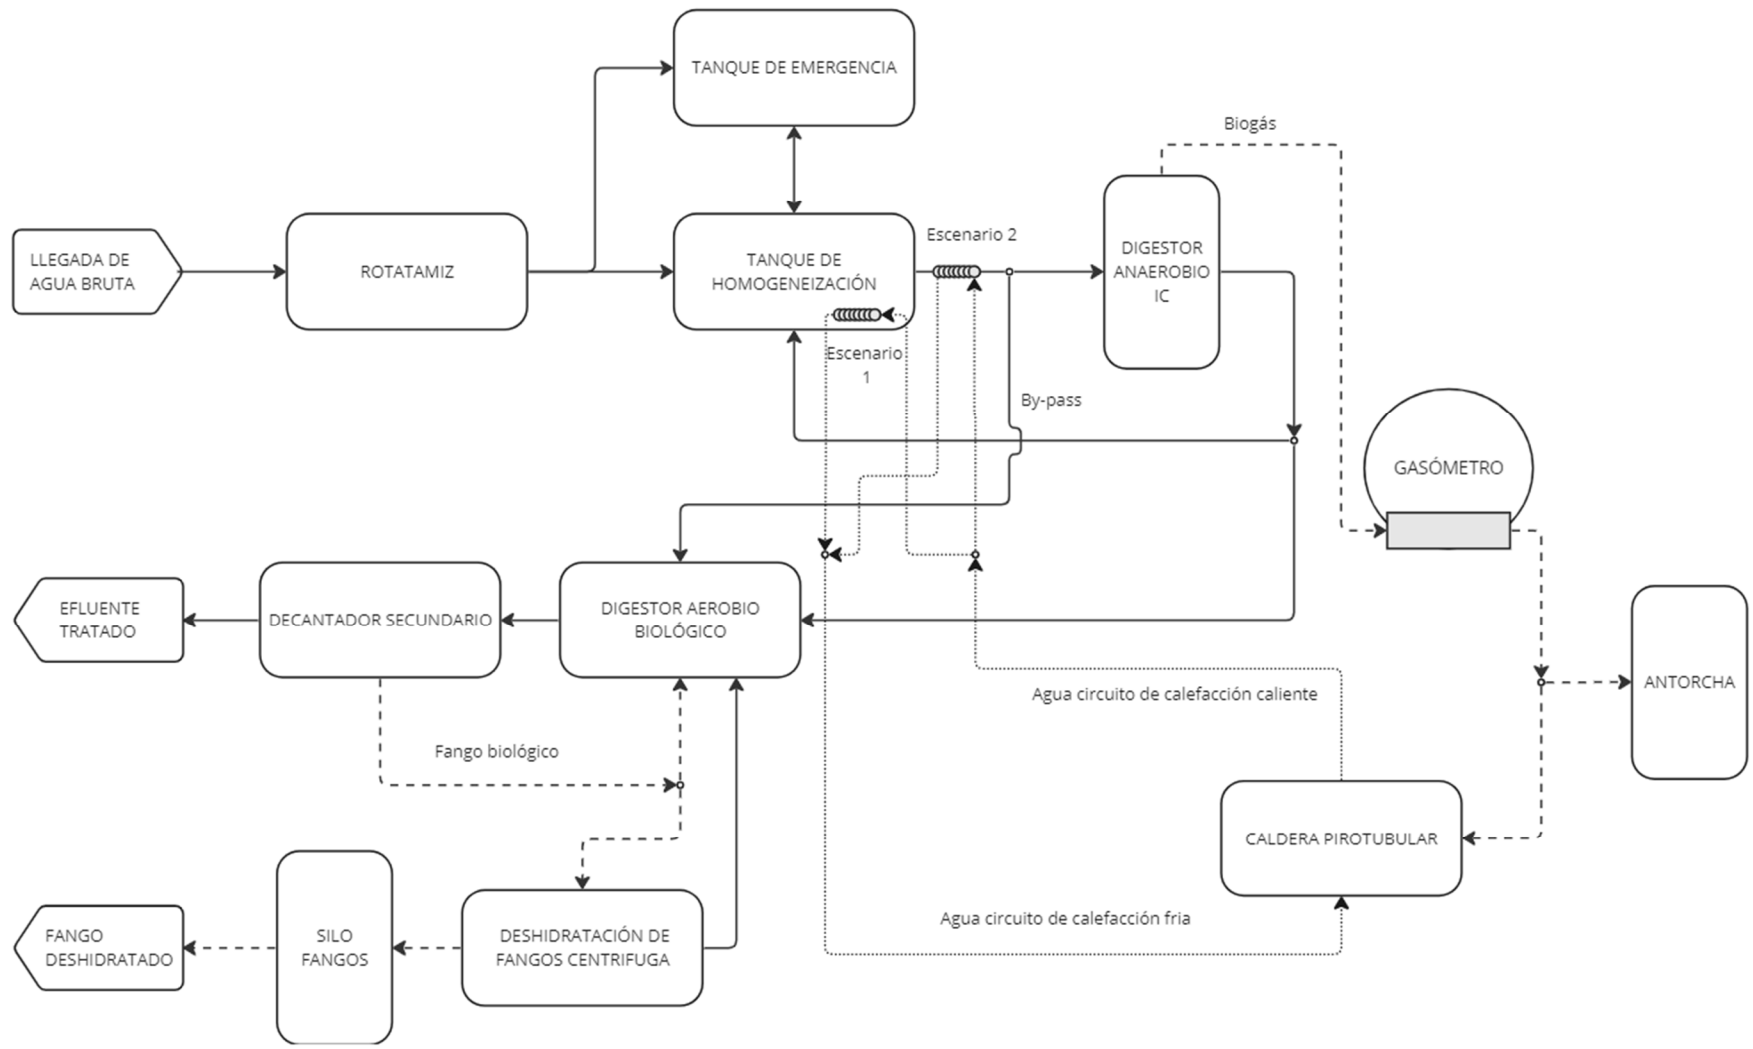 TANQUE DE EMERGENCIA
Biogás
LLEGADA DE
AGUA BRUTA
ROTATAMIZ
TANQUE DE
HOMOGENEIZACIÓN
Escenario 2
DIGESTOR
ANAEROBIO
IC
Escenario
1
By-pass
GASÓMETRO
EFLUENTE
TRATADO
DECANTADOR SECUNDARIO
DIGESTOR AEROBIO
BIOLÓGICO
Agua circuito de calefacción caliente
ANTORCHA
Fango biológico
CALDERA PIROTUBULAR
Agua circuito de calefacción fria
FANGO
DESHIDRATADO
SILO
FANGOS
DESHIDRATACIÓN DE
FANGOS CENTRIFUGA